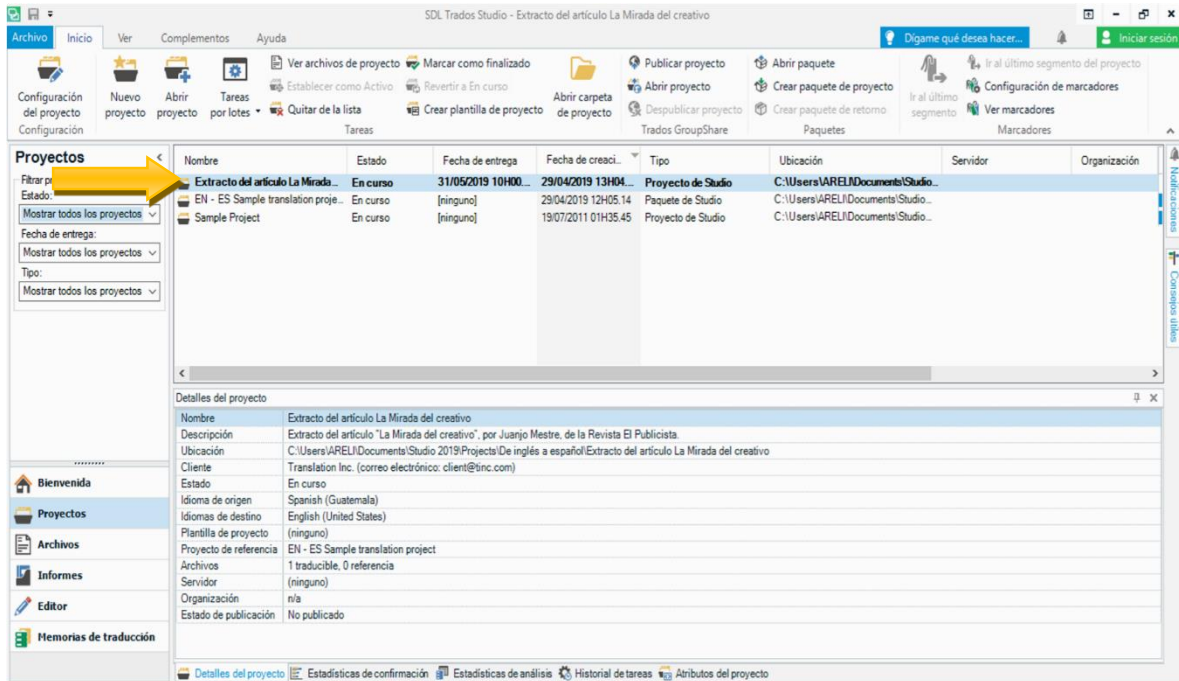 SDL Trados Studio - Extracto del artículo La Mirada del creativo
Archivo Inicio Ver Complementos Ayuda Dígame qué desea hacer... Iniciar sesión
Configuración del proyecto
Nuevo proyecto
Abrir proyecto
Tareas por lotes
Ver archivos de proyecto Marcar como finalizado
Establecer como Activo Revertir a En curso
Quitar de la lista Crear plantilla de proyecto
Abrir carpeta de proyecto
Publicar proyecto
Abrir proyecto
Despublicar proyecto
Abrir paquete
Crear paquete de proyecto
Crear paquete de retorno
Ir al último segmento
Ir al último segmento del proyecto
Configuración de marcadores
Ver marcadores
Configuración Tareas Trados GroupShare Paquetes Marcadores
Proyectos
Filtrar pr
Estado:
Mostrar todos los proyectos
Fecha de entrega:
Mostrar todos los proyectos
Tipo:
Mostrar todos los proyectos
Nombre Estado Fecha de entrega Fecha de creaci... Tipo Ubicación Servidor Organización
Extracto del artículo La Mirada... En curso 31/05/2019 10H00... 29/04/2019 13H04... Proyecto de Studio C:\Users\ARELI\Documents\Studio...
EN - ES Sample translation proje... En curso [ninguno] 29/04/2019 12H05.14 Paquete de Studio C:\Users\ARELI\Documents\Studio...
Sample Project En curso [ninguno] 19/07/2011 01H35.45 Proyecto de Studio C:\Users\ARELI\Documents\Studio...
Notificaciones
Consejos útiles
Detalles del proyecto
Nombre Extracto del artículo La Mirada del creativo
Descripción Extracto del artículo "La Mirada del creativo", por Juanjo Mestre, de la Revista El Publicista.
Ubicación C:\Users\ARELI\Documents\Studio 2019\Projects\De inglés a español\Extracto del artículo La Mirada del creativo
Cliente Translation Inc. (correo electrónico: client@tinc.com)
Estado En curso
Idioma de origen Spanish (Guatemala)
Idiomas de destino English (United States)
Plantilla de proyecto (ninguno)
Proyecto de referencia EN - ES Sample translation project
Archivos 1 traducible, 0 referencia
Servidor (ninguno)
Organización n/a
Estado de publicación No publicado
Bienvenida
Proyectos
Archivos
Informes
Editor
Memorias de traducción
Detalles del proyecto Estadísticas de confirmación Estadísticas de análisis Historial de tareas Atributos del proyecto